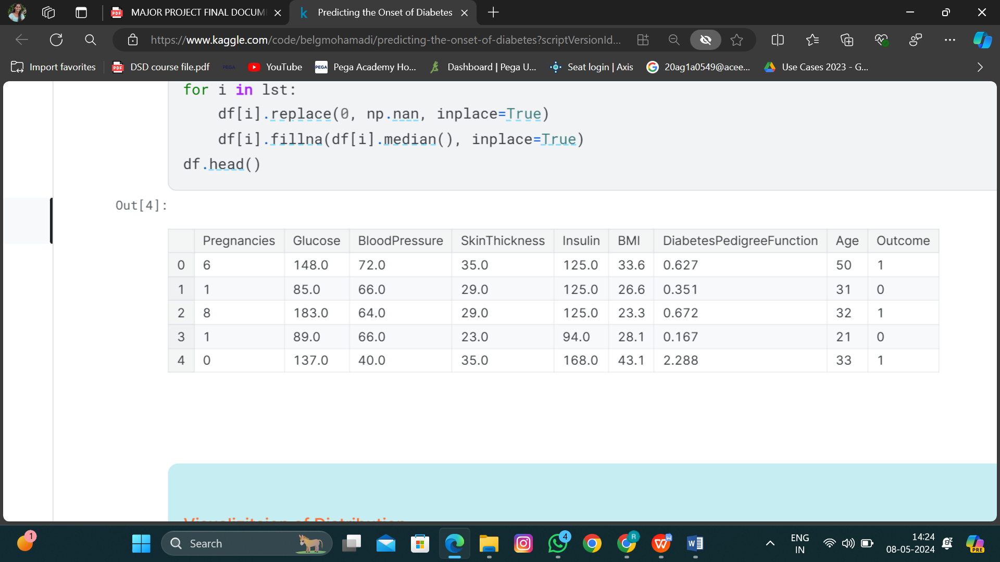 MAJOR PROJECT FINAL DOCUM
Predicting the Onset of Diabetes
https://www.kaggle.com/code/belgmohamadi/predicting-the-onset-of-diabetes?scriptVersionId...
Import favorites DSD course file.pdf PEGA YouTube PEGA Pega Academy Ho... Dashboard | Pega U... Seat login | Axis 20ag1a0549@acee... Use Cases 2023 - G...
for i in lst:
df[i].replace(0, np.nan, inplace=True)
df[i].fillna(df[i].median(), inplace=True)
df.head()
Out[4]:
Pregnancies Glucose BloodPressure SkinThickness Insulin BMI DiabetesPedigreeFunction Age Outcome
0 6 148.0 72.0 35.0 125.0 33.6 0.627 50 1
1 1 85.0 66.0 29.0 125.0 26.6 0.351 31 0
2 8 183.0 64.0 29.0 125.0 23.3 0.672 32 1
3 1 89.0 66.0 23.0 94.0 28.1 0.167 21 0
4 0 137.0 40.0 35.0 168.0 43.1 2.288 33 1
1
Search
4
R
ENG
IN
14:24
08-05-2024
PRE